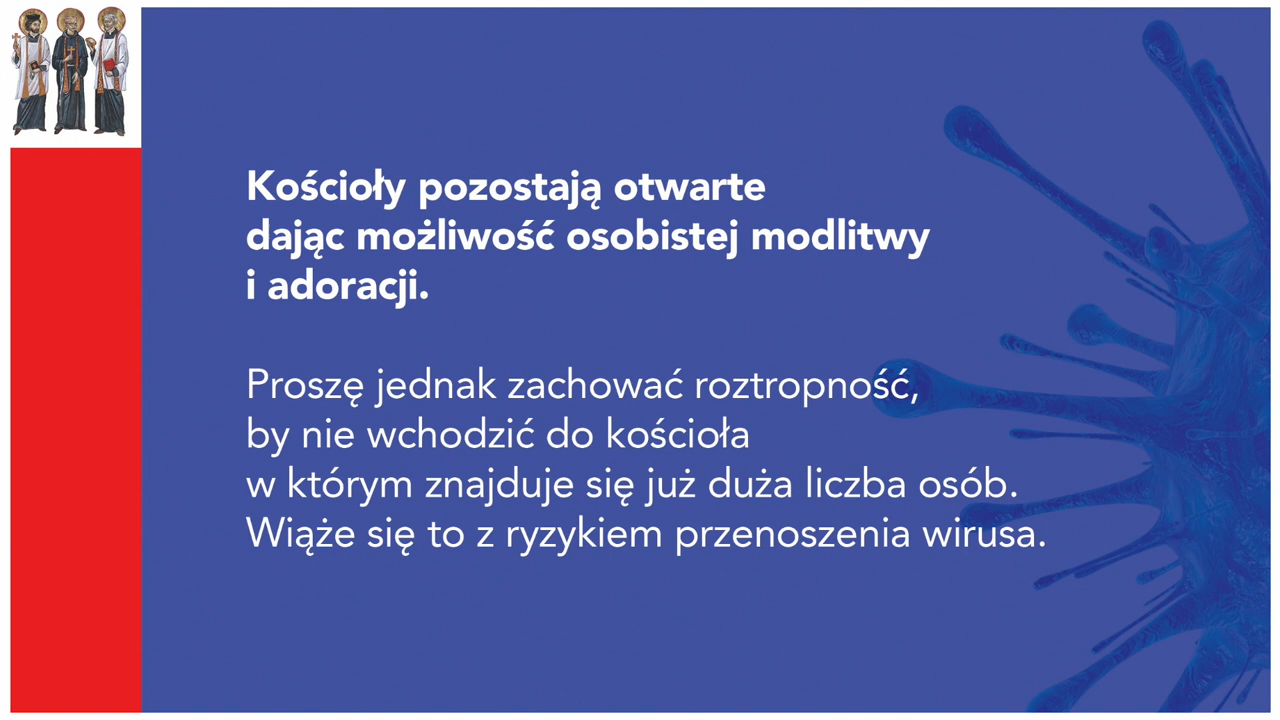 Kościoły pozostają otwarte
dając możliwość osobistej modlitwy
i adoracji.
Proszę jednak zachować roztropność,
by nie wchodzić do kościoła
w którym znajduje się już duża liczba osób.
Wiąże się to z ryzykiem przenoszenia wirusa.